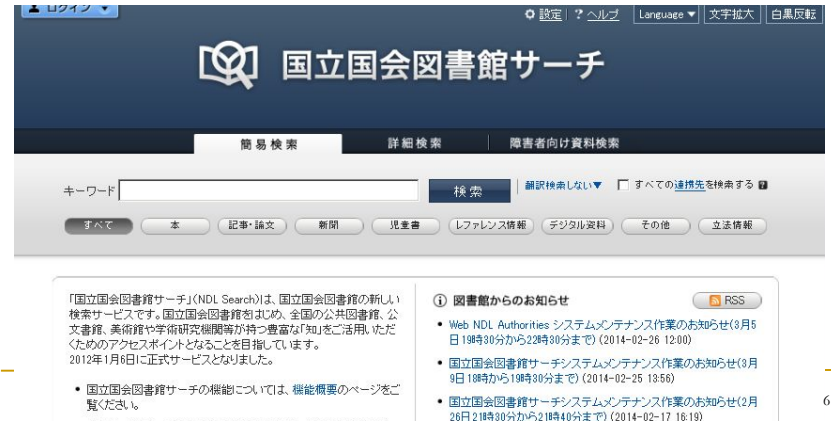 ログイン
設定 ? ヘルプ Language▼ 文字拡大 白黒反転
国立国会図書館サーチ
簡易検索 詳細検索 障害者向け資料検索
キーワード 検索 翻訳検索しない▼ すべての連携先を検索する ?
すべて 本 記事・論文 新聞 児童書 レファレンス情報 デジタル資料 その他 立法情報
「国立国会図書館サーチ」(NDL Search)は、国立国会図書館の新しい
検索サービスです。国立国会図書館をはじめ、全国の公共図書館、公
文書館、美術館や学術研究機関等が持つ豊富な「知」をご活用いただ
くためのアクセスポイントとなることを目指しています。
2012年1月6日に正式サービスとなりました。
• 国立国会図書館サーチの機能については、機能概要のページをご
覧ください。
図書館からのお知らせ RSS
• Web NDL Authorities システムメンテナンス作業のお知らせ(3月5
日 19時30分から22時30分まで) (2014-02-26 12:00)
• 国立国会図書館サーチシステムメンテナンス作業のお知らせ(3月
9日 18時から19時30分まで) (2014-02-25 13:56)
• 国立国会図書館サーチシステムメンテナンス作業のお知らせ(2月
26日 21時30分から21時40分まで) (2014-02-17 16:19)
6